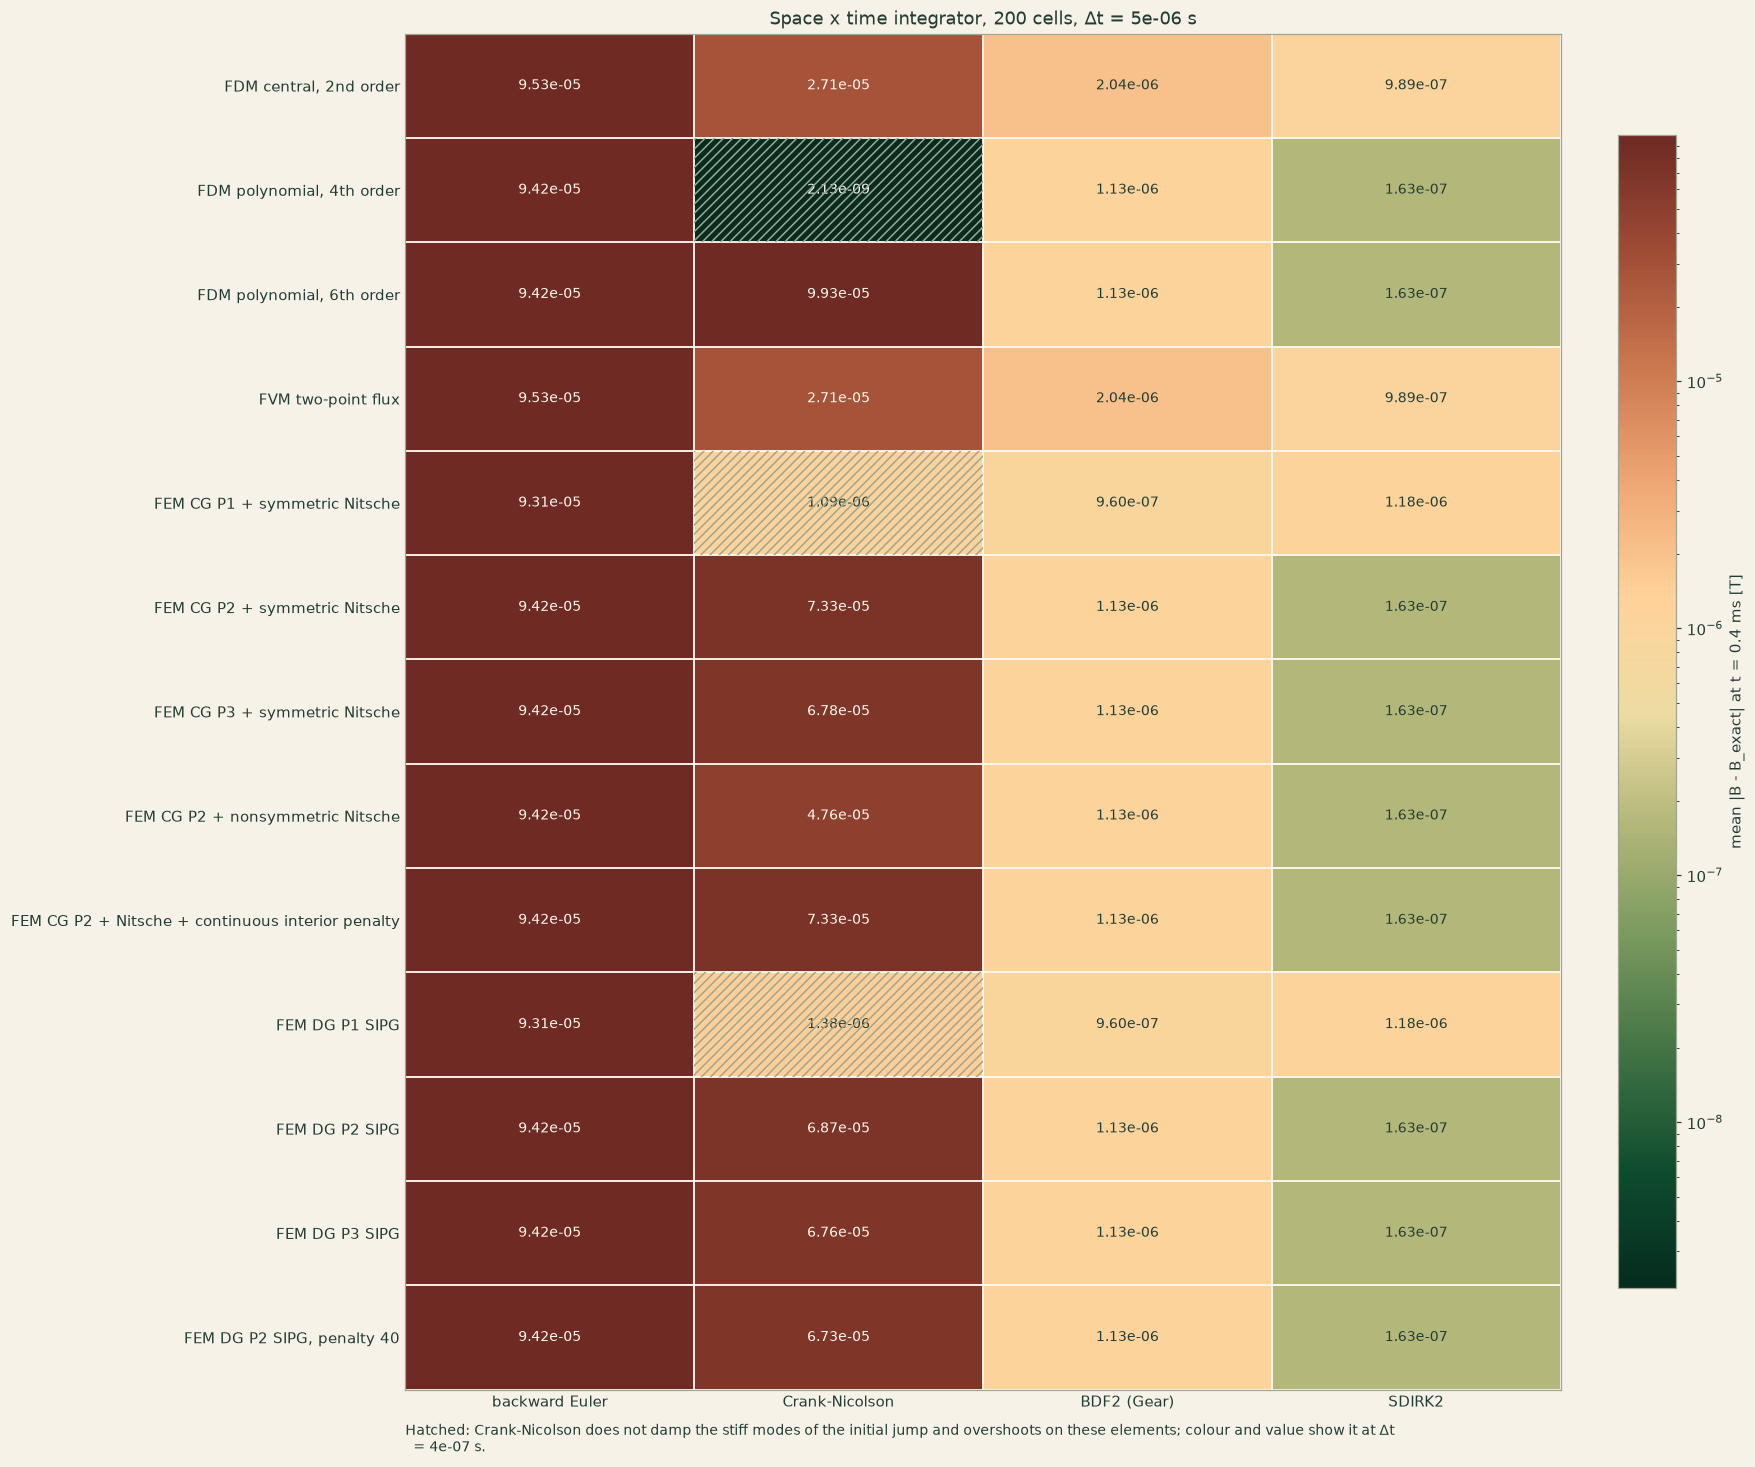 Space x time integrator, 200 cells, Δt = 5e-06 s
FDM central, 2nd order 9.53e-05 2.71e-05 2.04e-06 9.89e-07
FDM polynomial, 4th order 9.42e-05 2.13e-09 1.13e-06 1.63e-07
FDM polynomial, 6th order 9.42e-05 9.93e-05 1.13e-06 1.63e-07
FVM two-point flux 9.53e-05 2.71e-05 2.04e-06 9.89e-07
FEM CG P1 + symmetric Nitsche 9.31e-05 1.09e-06 9.60e-07 1.18e-06
FEM CG P2 + symmetric Nitsche 9.42e-05 7.33e-05 1.13e-06 1.63e-07
FEM CG P3 + symmetric Nitsche 9.42e-05 6.78e-05 1.13e-06 1.63e-07
FEM CG P2 + nonsymmetric Nitsche 9.42e-05 4.76e-05 1.13e-06 1.63e-07
FEM CG P2 + Nitsche + continuous interior penalty 9.42e-05 7.33e-05 1.13e-06 1.63e-07
FEM DG P1 SIPG 9.31e-05 1.38e-06 9.60e-07 1.18e-06
FEM DG P2 SIPG 9.42e-05 6.87e-05 1.13e-06 1.63e-07
FEM DG P3 SIPG 9.42e-05 6.76e-05 1.13e-06 1.63e-07
FEM DG P2 SIPG, penalty 40 9.42e-05 6.73e-05 1.13e-06 1.63e-07
backward Euler Crank-Nicolson BDF2 (Gear) SDIRK2
Hatched: Crank-Nicolson does not damp the stiff modes of the initial jump and overshoots on these elements; colour and value show it at Δt
= 4e-07 s.
10⁻⁵
10⁻⁶
10⁻⁷
10⁻⁸
mean |B - B_exact| at t = 0.4 ms [T]